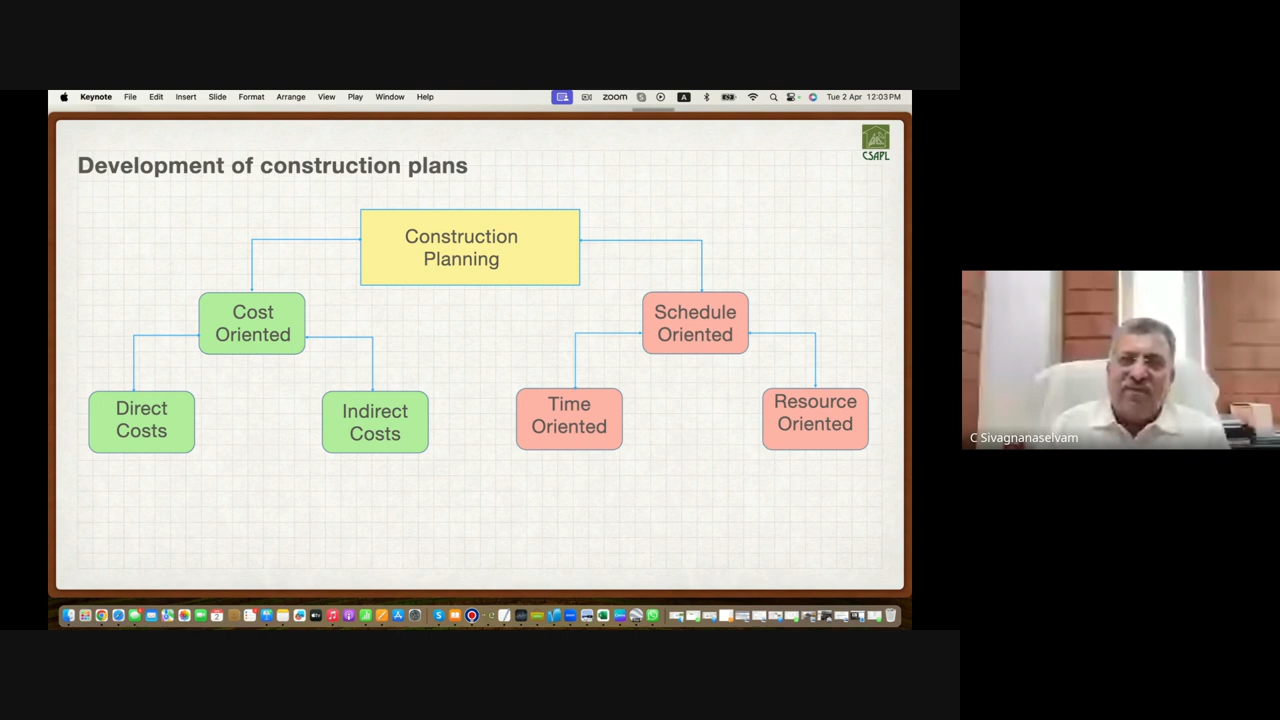 Keynote File Edit Insert Slide Format Arrange View Play Window Help zoom A Tue 2 Apr 12:03 PM
CSAPL
Development of construction plans
Construction
Planning
Cost
Oriented
Schedule
Oriented
Direct
Costs
Indirect
Costs
Time
Oriented
Resource
Oriented
C Sivagnanaselvam